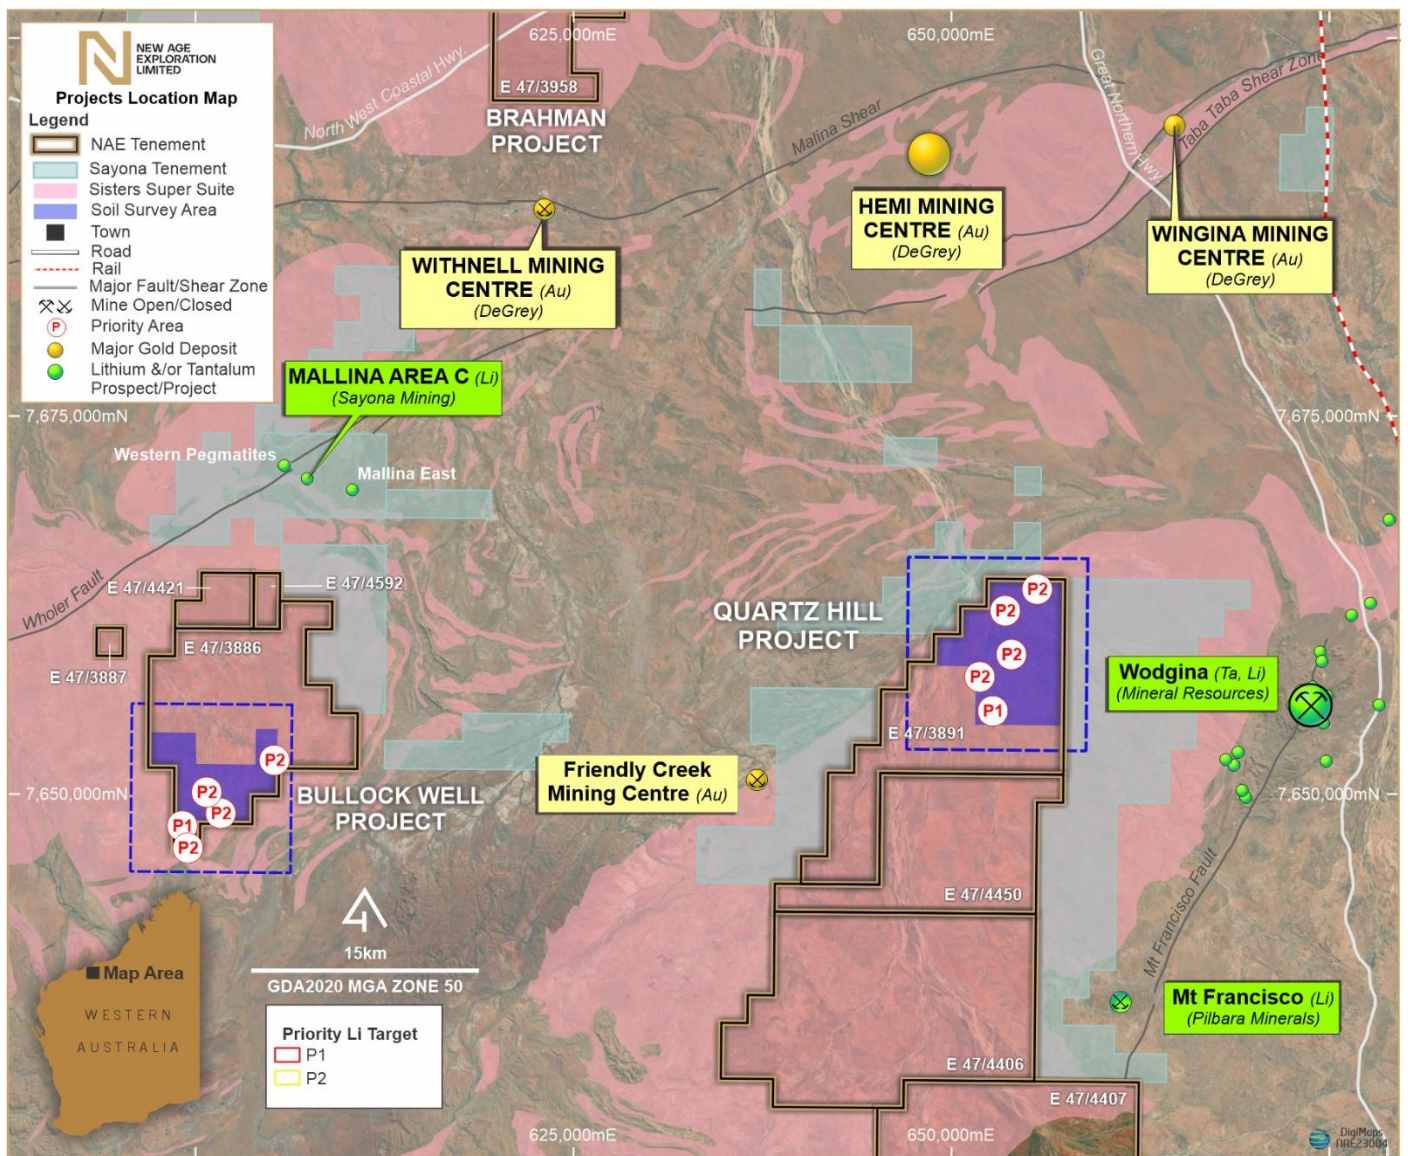 NEW AGE
EXPLORATION
LIMITED
Projects Location Map
Legend
NAE Tenement
Sayona Tenement
Sisters Super Suite
Soil Survey Area
Town
Road
Rail
Major Fault/Shear Zone
Mine Open/Closed
P
Priority Area
Major Gold Deposit
Lithium &/or Tantalum
Prospect/Project
625,000mE
650,000mE
North West Coastal Hwy.
E 47/3958
BRAHMAN
PROJECT
Malina Shear
Great Northern Hwy.
Taba Taba Shear Zone
WITHNELL MINING
CENTRE (Au)
(DeGrey)
HEMI MINING
CENTRE (Au)
(DeGrey)
WINGINA MINING
CENTRE (Au)
(DeGrey)
MALLINA AREA C (Li)
(Sayona Mining)
7,675,000mN
7,675,000mN
Western Pegmatites
Mallina East
Wholer Fault
E 47/4421
E 47/4592
E 47/3886
E 47/3887
QUARTZ HILL
PROJECT
P2
P2
P2
P2
P1
E 47/3891
Wodgina (Ta, Li)
(Mineral Resources)
P2
P2
P2
P1
P2
7,650,000mN
7,650,000mN
BULLOCK WELL
PROJECT
Friendly Creek
Mining Centre (Au)
E 47/4450
Mt Francisco Fault
15km
GDA2020 MGA ZONE 50
Map Area
WESTERN
AUSTRALIA
Priority Li Target
P1
P2
Mt Francisco (Li)
(Pilbara Minerals)
E 47/4406
E 47/4407
625,000mE
650,000mE
DigiMaps
NAE23004